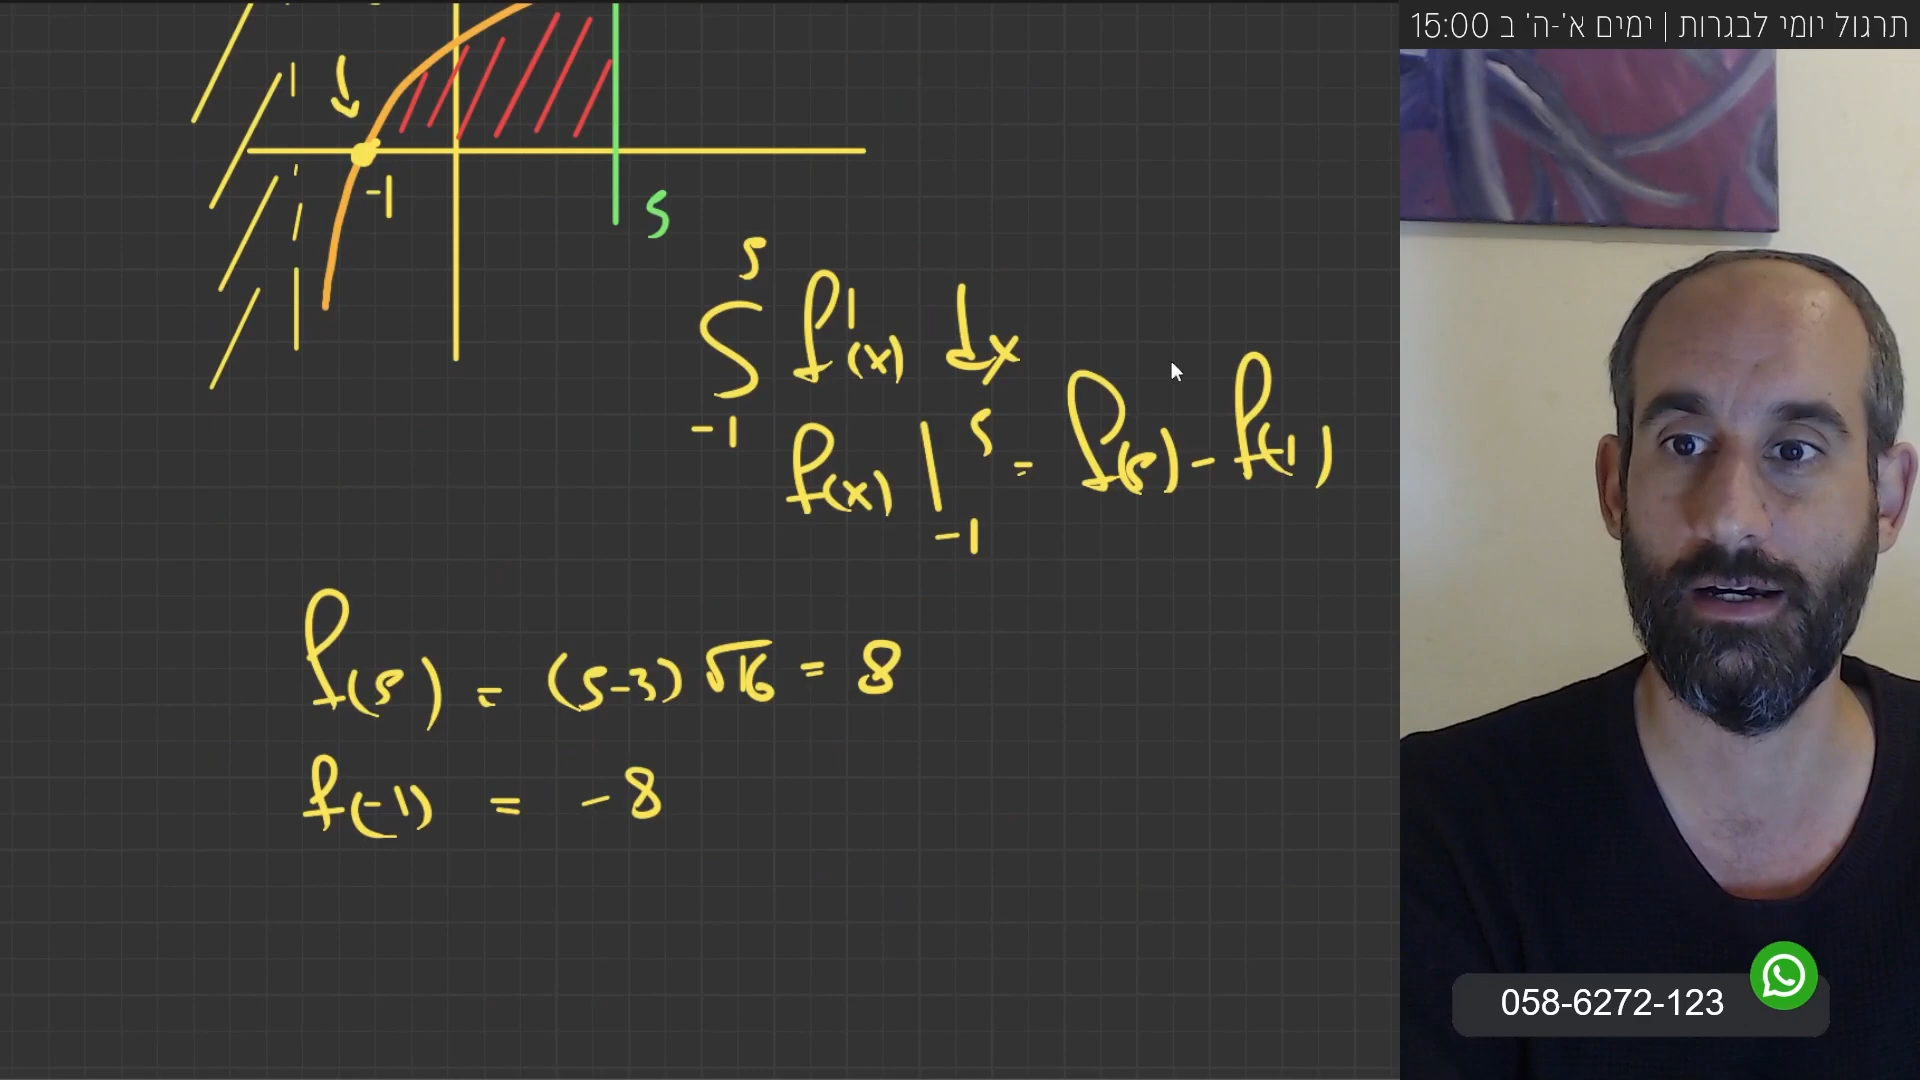 תרגול יומי לבגרות | ימים א'-ה' ב 15:00
-1
5
5
∫ f'(x) dx
-1
f(x) | 5 = f(5) - f(-1)
-1
f(5) = (5-3) √16 = 8
f(-1) = -8
058-6272-123